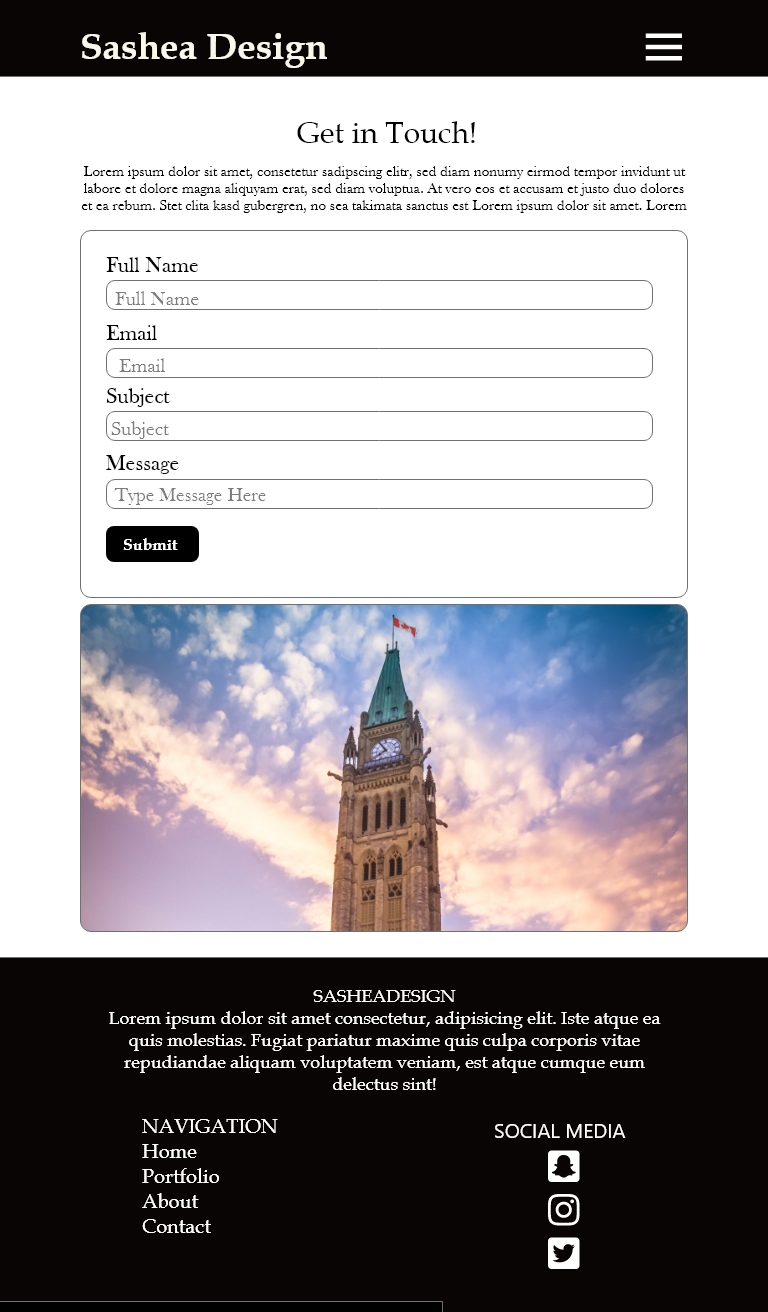 Sashea Design
Get in Touch!
Lorem ipsum dolor sit amet, consetetur sadipscing elitr, sed diam nonumy eirmod tempor invidunt ut
labore et dolore magna aliquyam erat, sed diam voluptua. At vero eos et accusam et justo duo dolores
et ea rebum. Stet clita kasd gubergren, no sea takimata sanctus est Lorem ipsum dolor sit amet. Lorem
Full Name
Full Name
Email
Email
Subject
Subject
Message
Type Message Here
Submit
SASHEADESIGN
Lorem ipsum dolor sit amet consectetur, adipisicing elit. Iste atque ea
quis molestias. Fugiat pariatur maxime quis culpa corporis vitae
repudiandae aliquam voluptatem veniam, est atque cumque eum
delectus sint!
NAVIGATION
Home
Portfolio
About
Contact
SOCIAL MEDIA